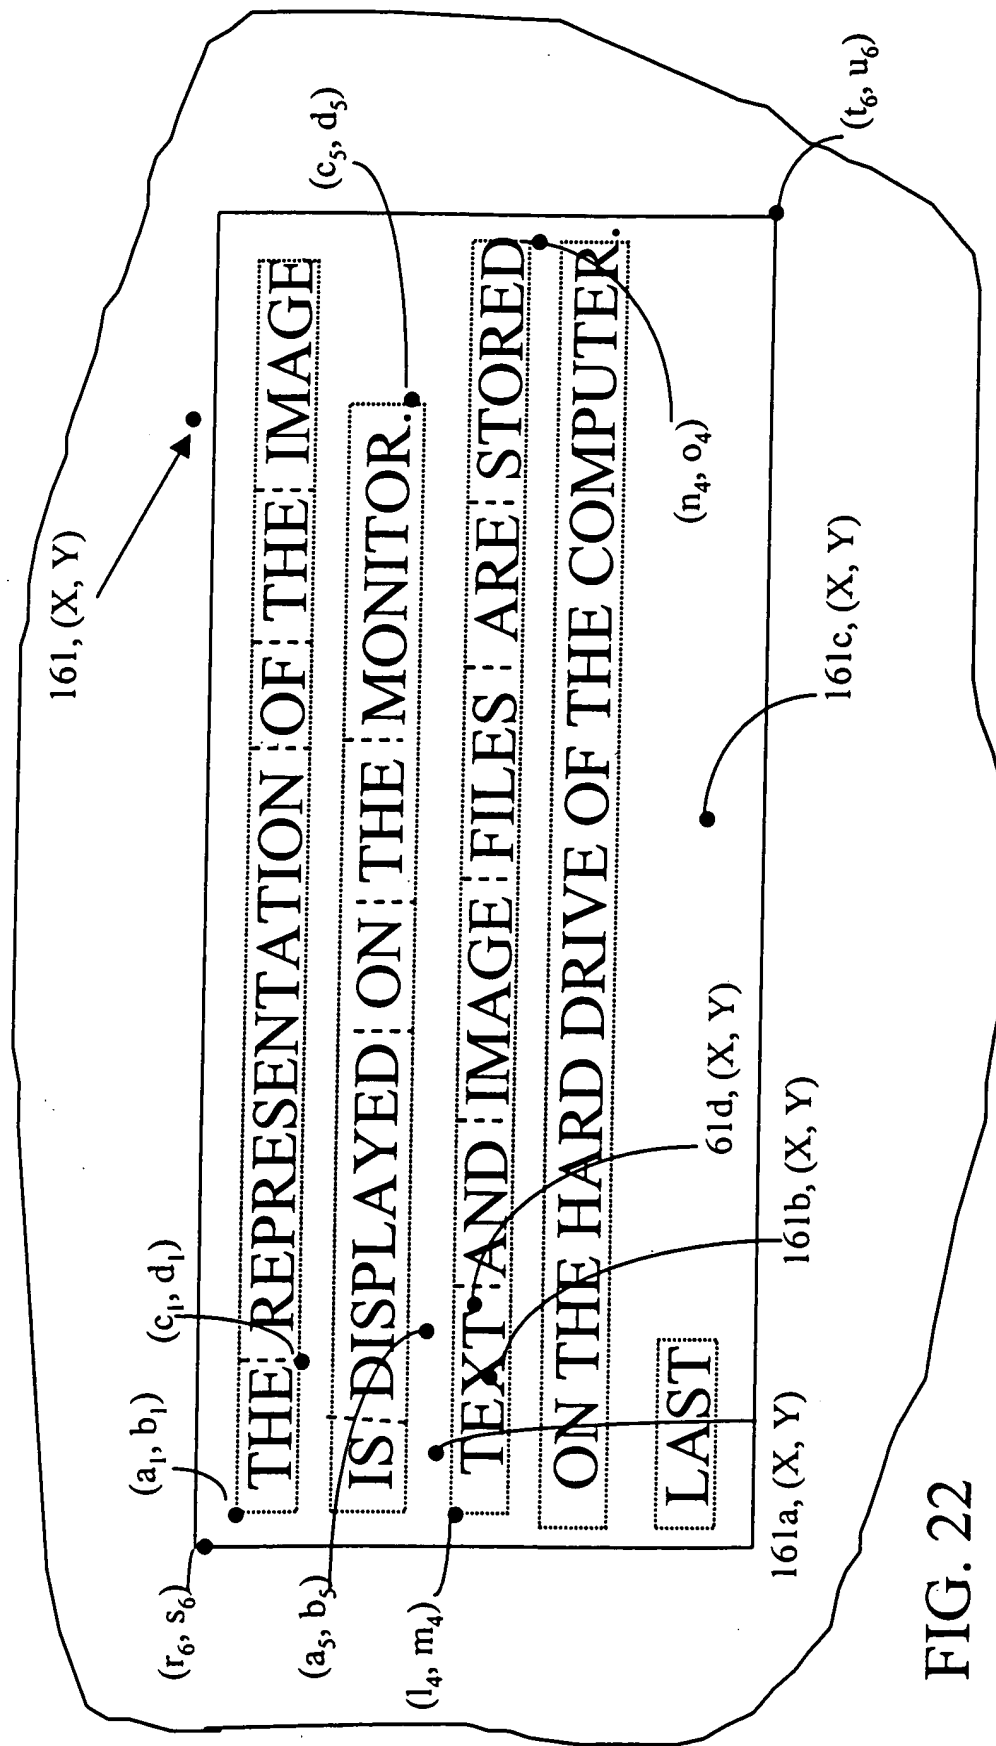 161, (X, Y)
(r₆, s₆)
(a₁, b₁)
(c₁, d₁)
(c₅, d₅)
THE REPRESENTATION OF THE IMAGE
IS DISPLAYED ON THE MONITOR.
(a₅, b₅)
(l₄, m₄)
TEXT AND IMAGE FILES ARE STORED
ON THE HARD DRIVE OF THE COMPUTER.
(n₄, o₄)
LAST
61d, (X, Y)
161a, (X, Y)
161b, (X, Y)
161c, (X, Y)
(t₆, u₆)
FIG. 22